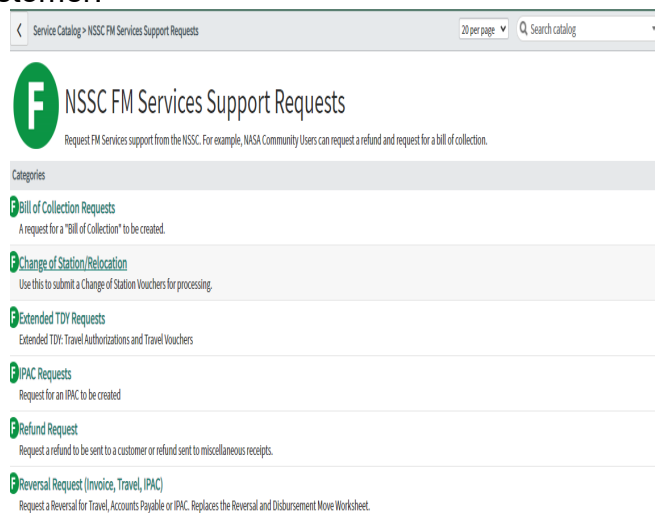 stomer.
Service Catalog > NSSC FM Services Support Requests
20 per page
Search catalog
F
NSSC FM Services Support Requests
Request FM Services support from the NSSC. For example, NASA Community Users can request a refund and request for a bill of collection.
Categories
F Bill of Collection Requests
A request for a "Bill of Collection" to be created.
F Change of Station/Relocation
Use this to submit a Change of Station Vouchers for processing.
F Extended TDY Requests
Extended TDY: Travel Authorizations and Travel Vouchers
F IPAC Requests
Request for an IPAC to be created
F Refund Request
Request a refund to be sent to a customer or refund sent to miscellaneous receipts.
F Reversal Request (Invoice, Travel, IPAC)
Request a Reversal for Travel, Accounts Payable or IPAC. Replaces the Reversal and Disbursement Move Worksheet.